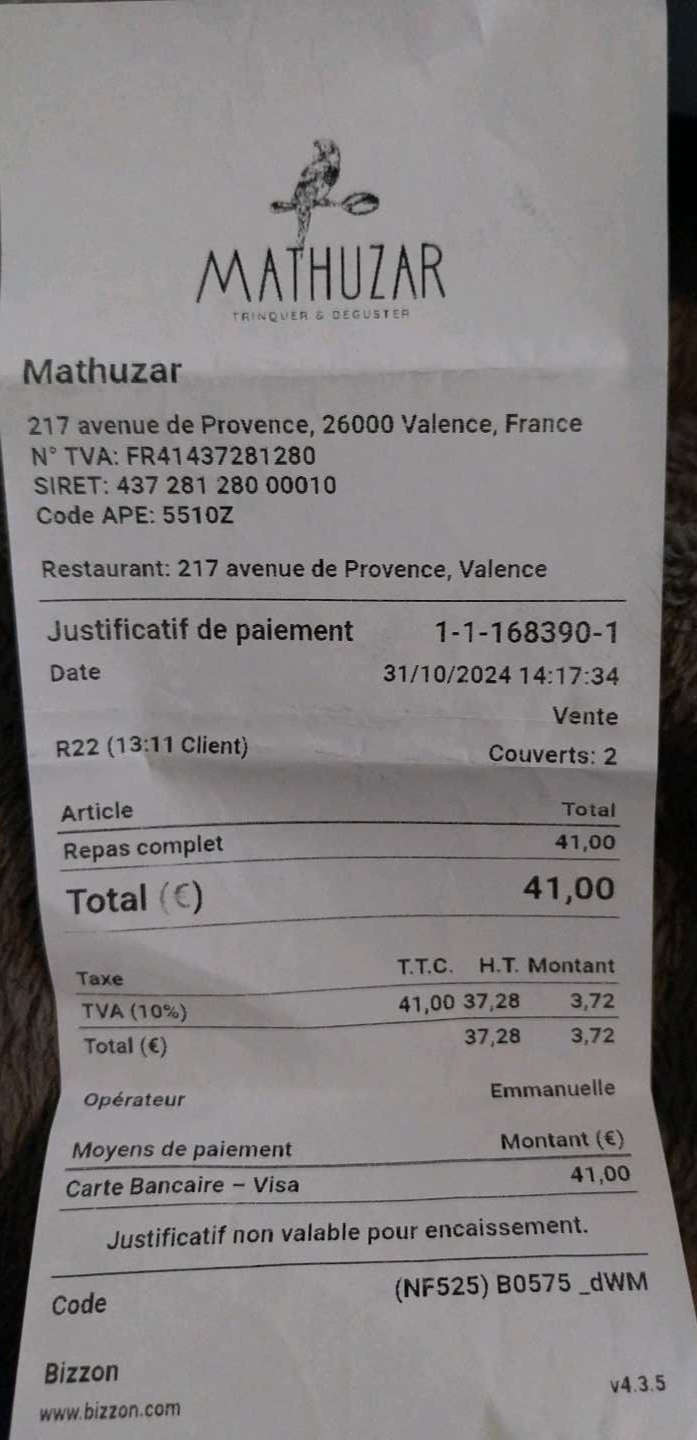 MATHUZAR
TRINQUER & DEGUSTER
Mathuzar
217 avenue de Provence, 26000 Valence, France
N° TVA: FR41437281280
SIRET: 437 281 280 00010
Code APE: 5510Z
Restaurant: 217 avenue de Provence, Valence
Justificatif de paiement 1-1-168390-1
Date 31/10/2024 14:17:34
Vente
R22 (13:11 Client) Couverts: 2
Article Total
Repas complet 41,00
Total (€) 41,00
Taxe T.T.C. H.T. Montant
TVA (10%) 41,00 37,28 3,72
Total (€) 37,28 3,72
Opérateur Emmanuelle
Moyens de paiement Montant (€)
Carte Bancaire – Visa 41,00
Justificatif non valable pour encaissement.
Code (NF525) B0575 _dWM
Bizzon
www.bizzon.com v4.3.5